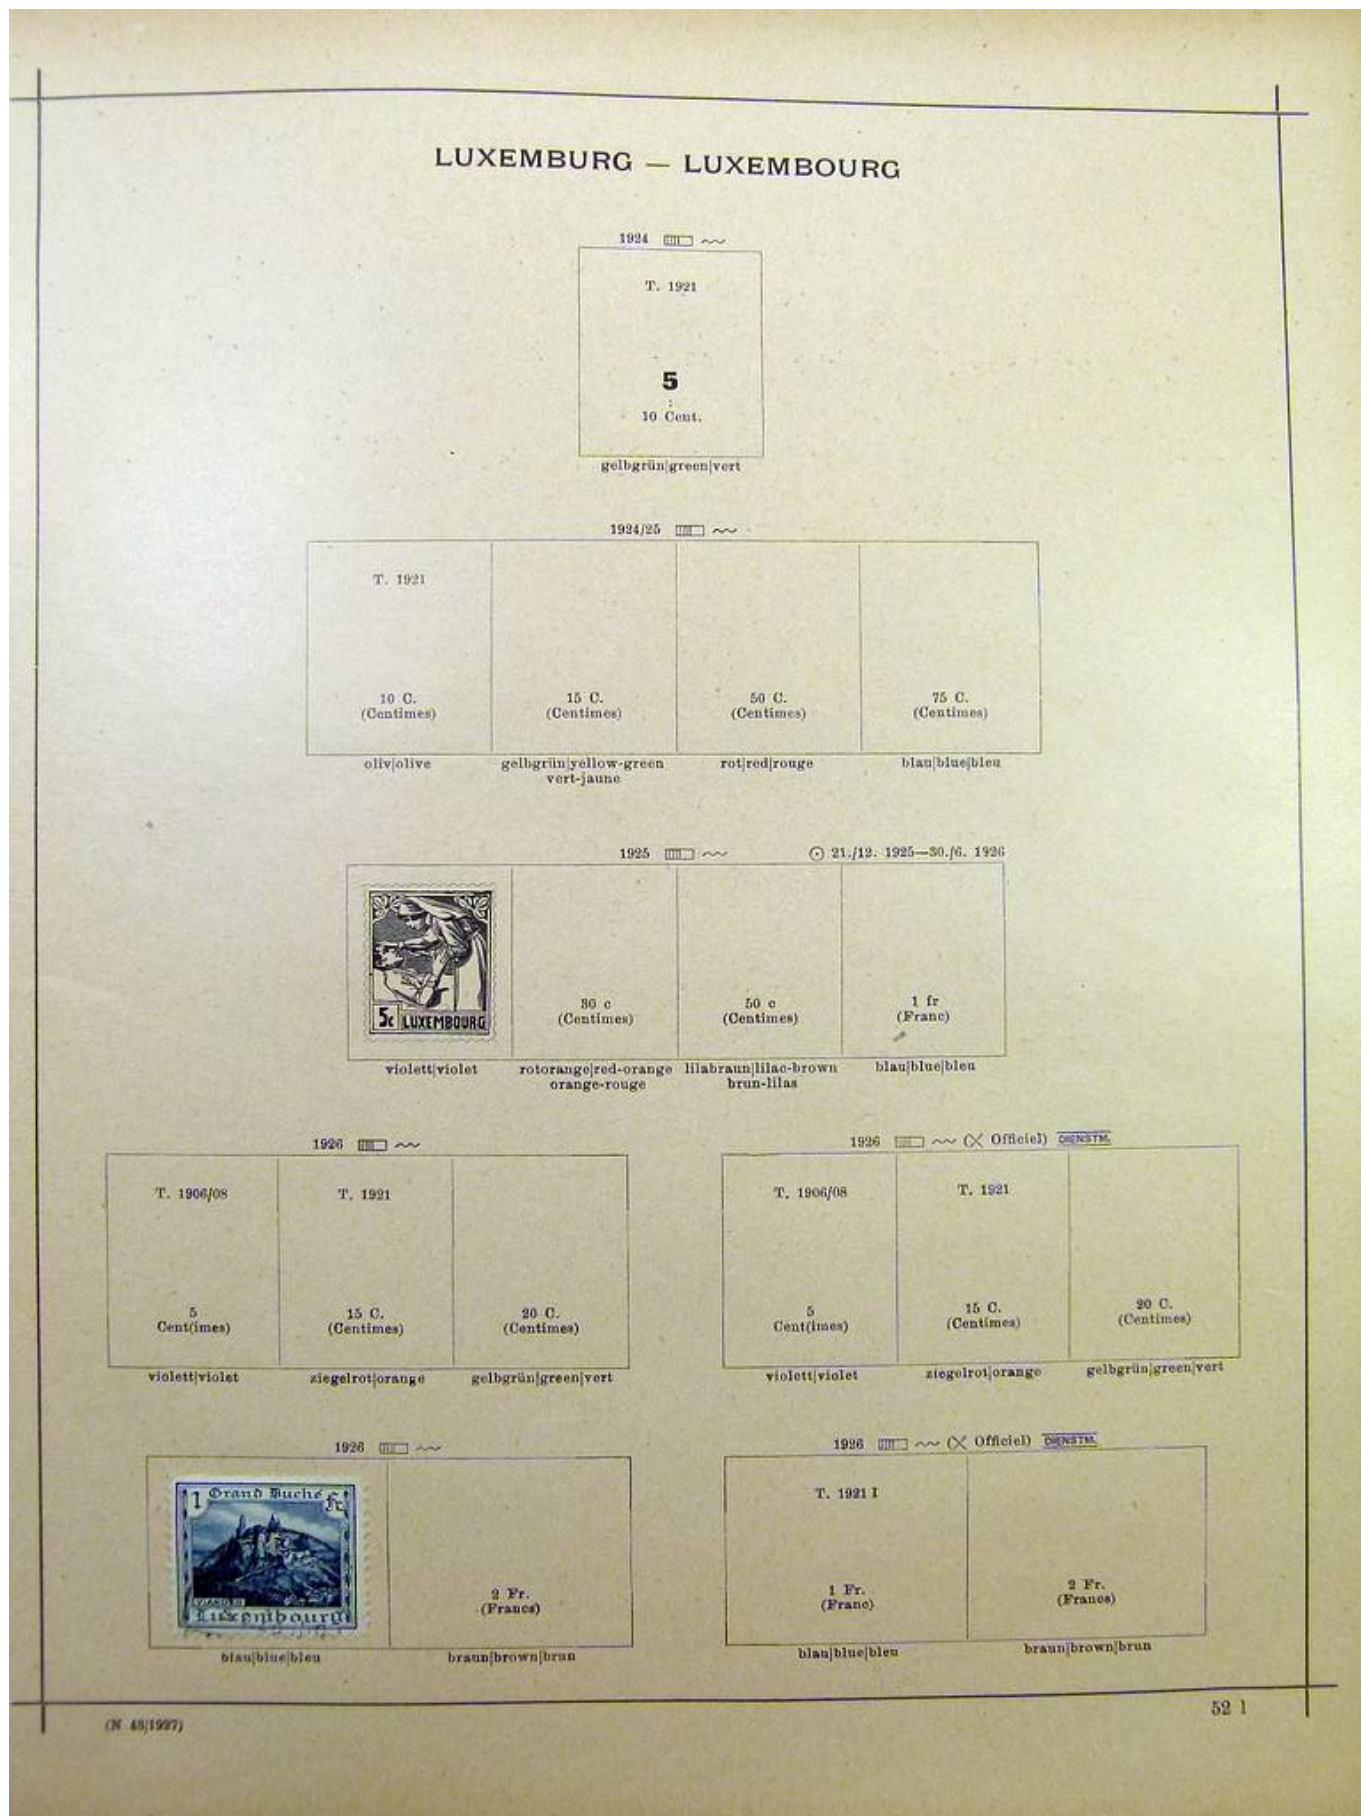 LUXEMBURG — LUXEMBOURG
1924
T. 1921
5
:
10 Cent.
gelbgrün|green|vert
1924/25
T. 1921
10 C.
(Centimes)
15 C.
(Centimes)
50 C.
(Centimes)
75 C.
(Centimes)
oliv|olive
gelbgrün|yellow-green
vert-jaune
rot|red|rouge
blau|blue|bleu
1925
21./12. 1925—30./6. 1926
5c LUXEMBOURG
30 c
(Centimes)
50 c
(Centimes)
1 fr
(Franc)
violett|violet
rotorange|red-orange
orange-rouge
lilabraun|lilac-brown
brun-lilas
blau|blue|bleu
1926
T. 1906/08
T. 1921
5
Cent(imes)
15 C.
(Centimes)
20 C.
(Centimes)
violett|violet
ziegelrot|orange
gelbgrün|green|vert
1926 (X Officiel) DIENSTM.
T. 1906/08
T. 1921
5
Cent(imes)
15 C.
(Centimes)
20 C.
(Centimes)
violett|violet
ziegelrot|orange
gelbgrün|green|vert
1926
1 Grand Duché Fr.
VIANDEN
Luxembourg
2 Fr.
(Francs)
blau|blue|bleu
braun|brown|brun
1926 (X Officiel) DIENSTM.
T. 1921 I
1 Fr.
(Franc)
2 Fr.
(Francs)
blau|blue|bleu
braun|brown|brun
52 l
(N 43|1927)